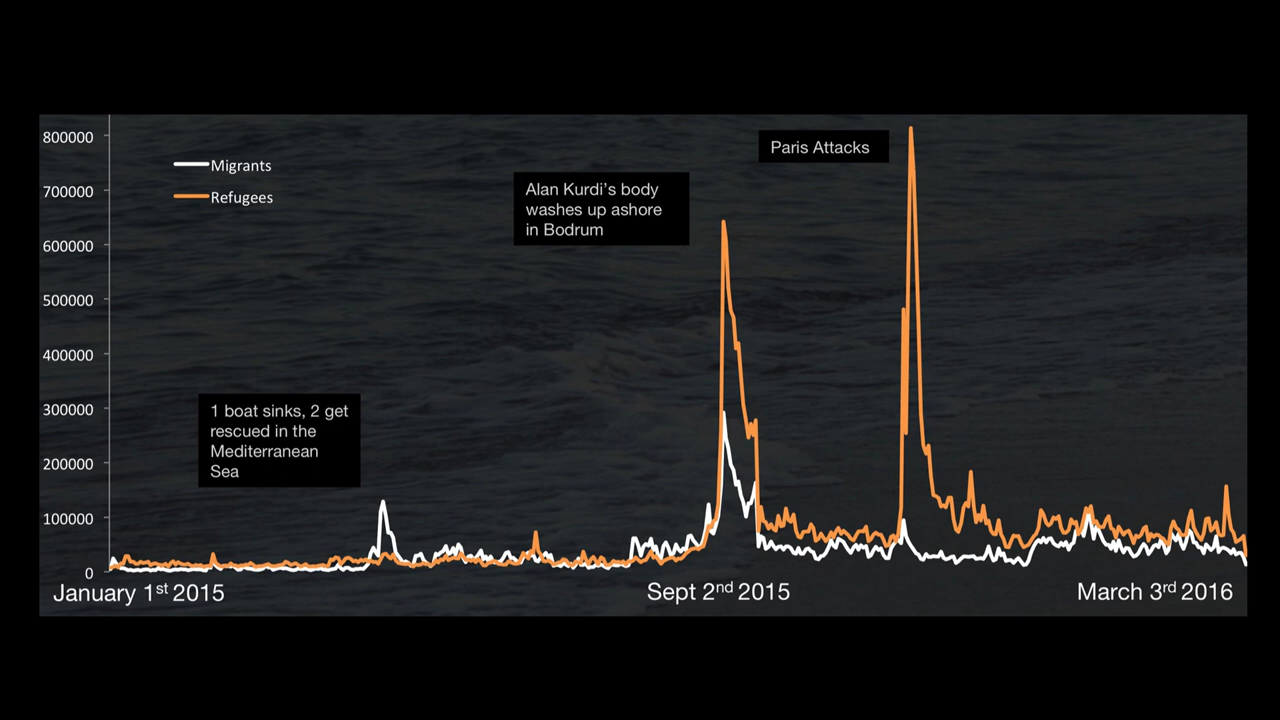 800000
700000
600000
500000
400000
300000
200000
100000
0
Migrants
Refugees
1 boat sinks, 2 get
rescued in the
Mediterranean
Sea
Alan Kurdi’s body
washes up ashore
in Bodrum
Paris Attacks
January 1st 2015
Sept 2nd 2015
March 3rd 2016